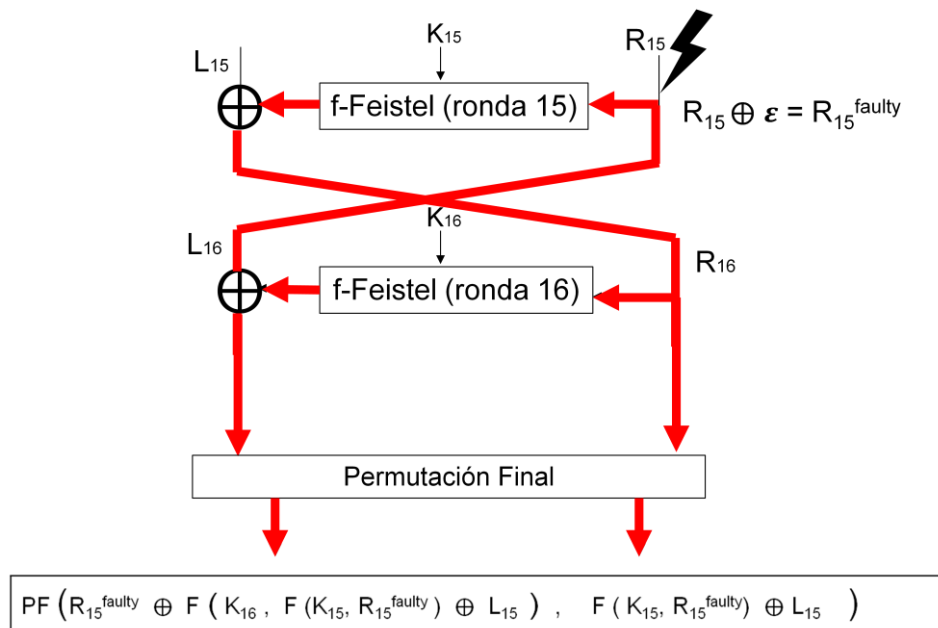 K₁₅
R₁₅
L₁₅
f-Feistel (ronda 15)
R₁₅ ⊕ ε = R₁₅ᶠᵃᵘˡᵗʸ
K₁₆
L₁₆
R₁₆
f-Feistel (ronda 16)
Permutación Final
PF ( R₁₅ᶠᵃᵘˡᵗʸ ⊕ F ( K₁₆ , F (K₁₅, R₁₅ᶠᵃᵘˡᵗʸ ) ⊕ L₁₅ ) , F ( K₁₅, R₁₅ᶠᵃᵘˡᵗʸ) ⊕ L₁₅ )